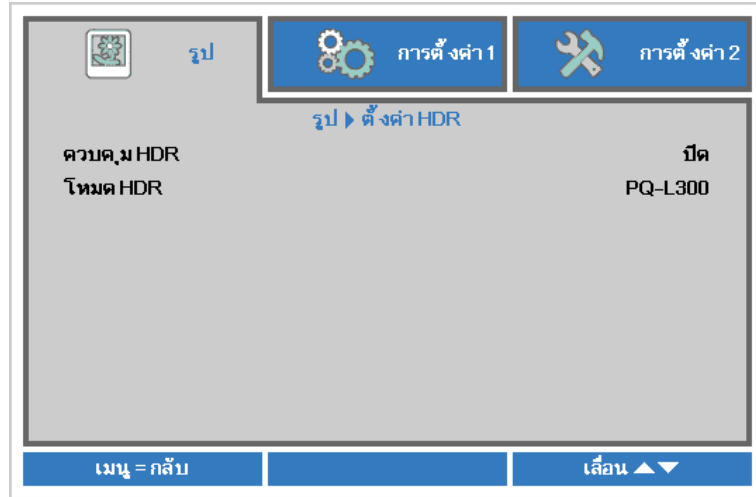 รูป
การตั้งค่า 1
การตั้งค่า 2
รูป ▶ ตั้งค่า HDR
ควบคุม HDR ปิด
โหมด HDR PQ-L300
เมนู = กลับ
เลื่อน ▲▼